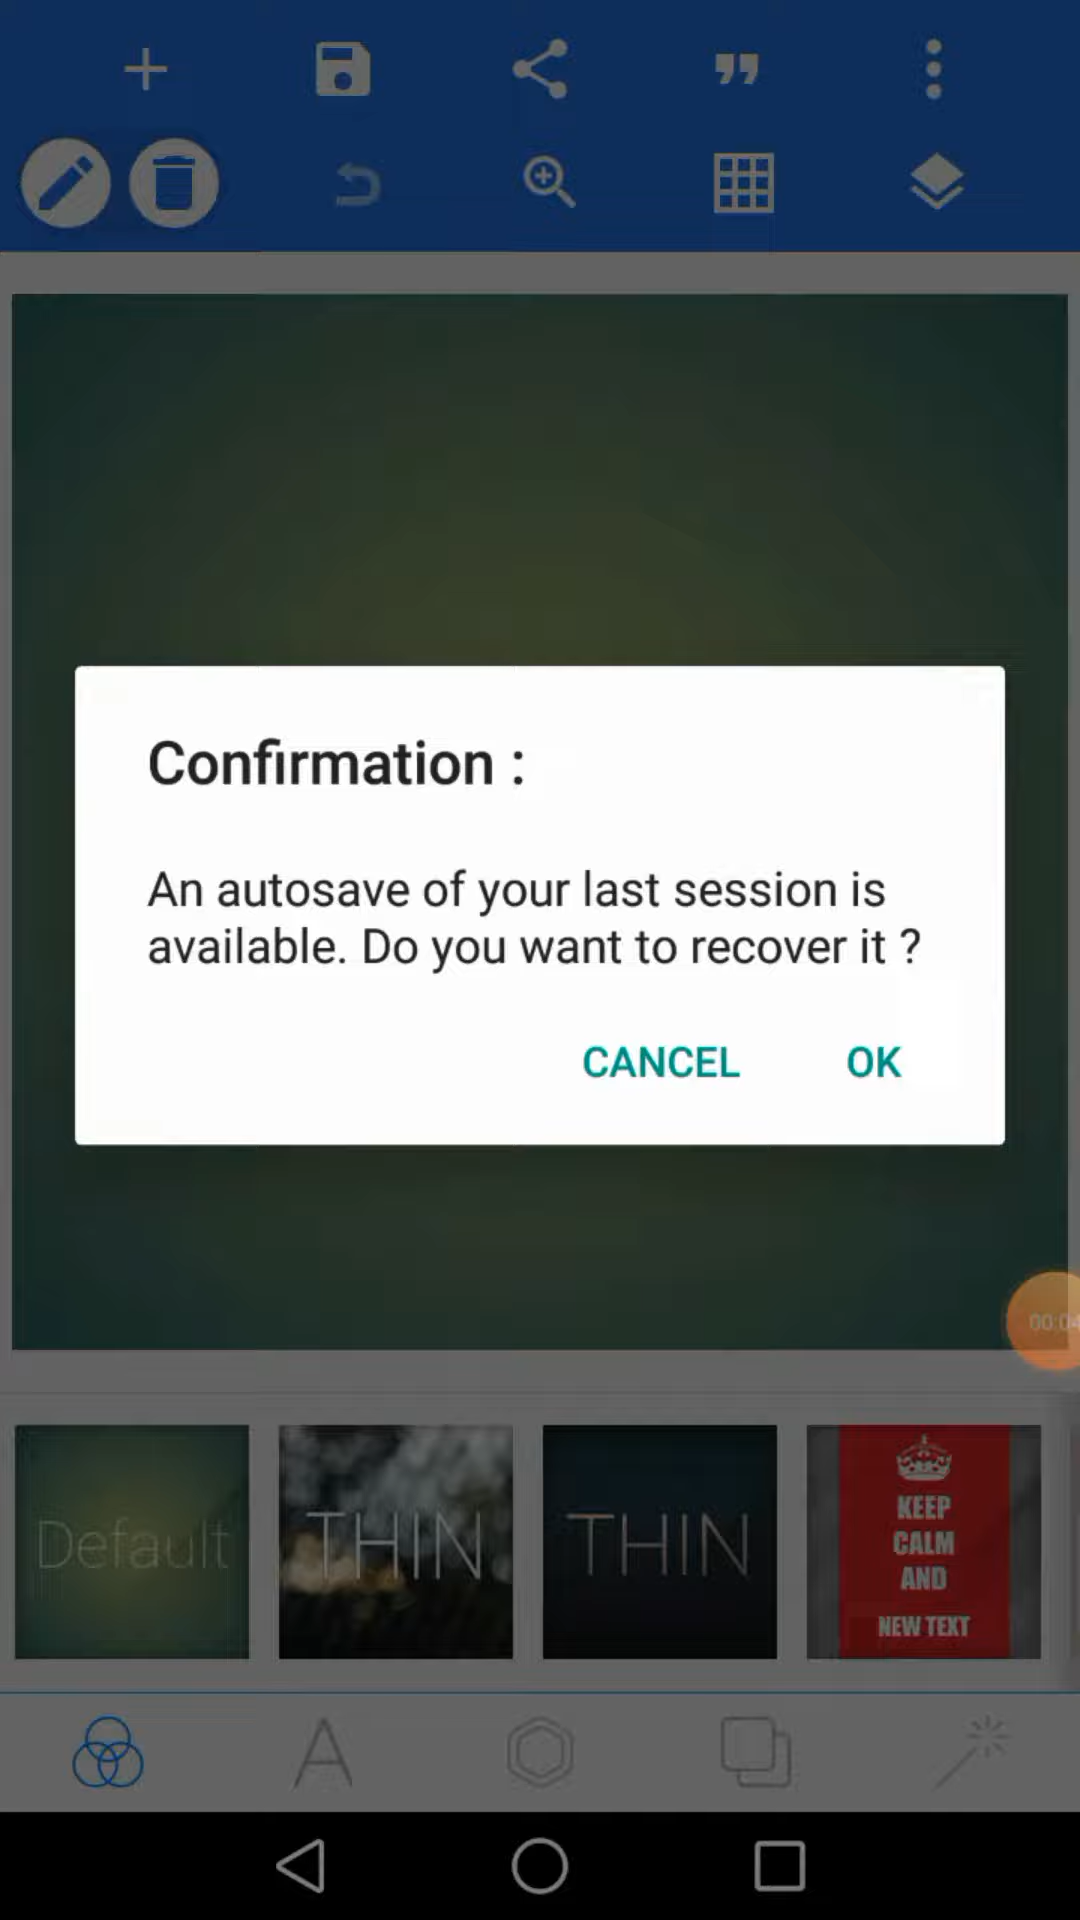 Confirmation :
An autosave of your last session is
available. Do you want to recover it ?
CANCEL OK
Default
THIN
THIN
KEEP
CALM
AND
NEW TEXT